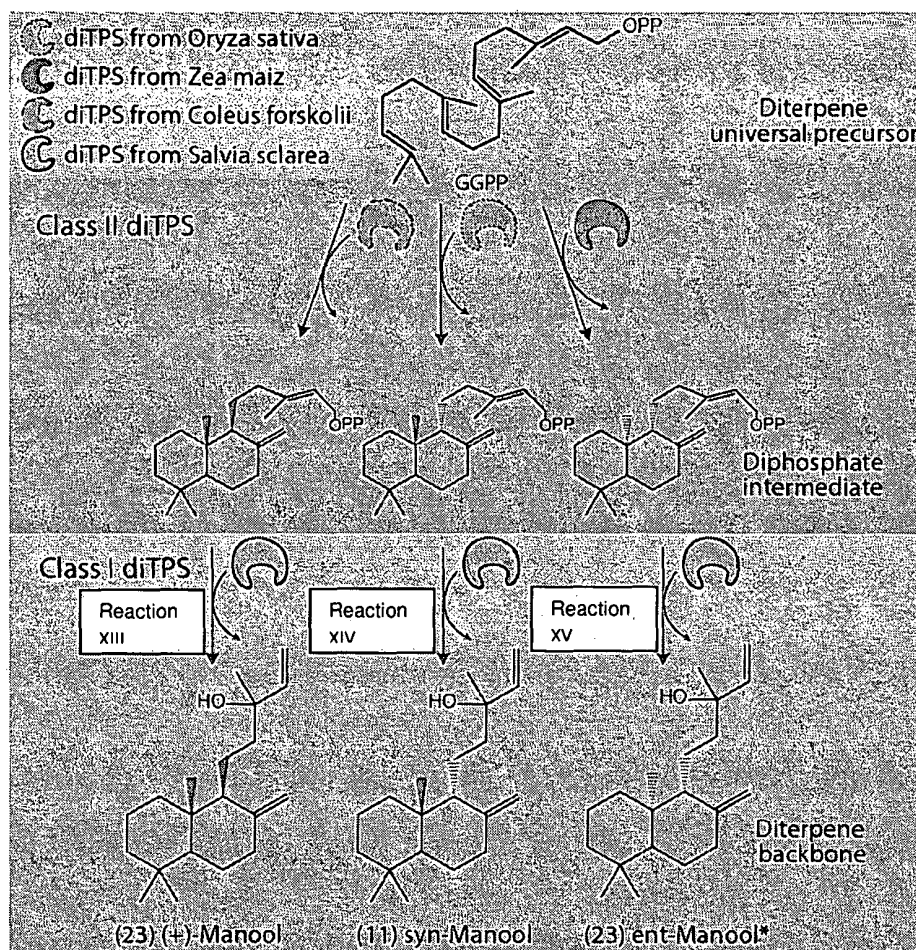 diTPS from Oryza sativa
diTPS from Zea maiz
diTPS from Coleus forskolii
diTPS from Salvia sclarea
OPP
Diterpene
universal precursor
GGPP
Class II diTPS
OPP
OPP
OPP
Diphosphate
intermediate
Class I diTPS
Reaction
XIII
Reaction
XIV
Reaction
XV
HO
HO
HO
Diterpene
backbone
(23) (+)-Manool
(11) syn-Manool
(23) ent-Manool*